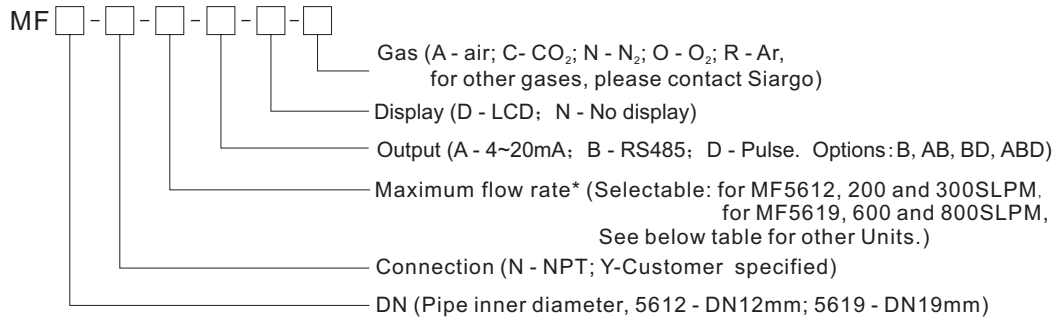 MF□-□-□-□-□-□
Gas (A - air; C- CO₂; N - N₂; O - O₂; R - Ar,
for other gases, please contact Siargo)
Display (D - LCD; N - No display)
Output (A - 4~20mA; B - RS485; D - Pulse. Options: B, AB, BD, ABD)
Maximum flow rate* (Selectable: for MF5612, 200 and 300SLPM,
for MF5619, 600 and 800SLPM,
See below table for other Units.)
Connection (N - NPT; Y-Customer specified)
DN (Pipe inner diameter, 5612 - DN12mm; 5619 - DN19mm)